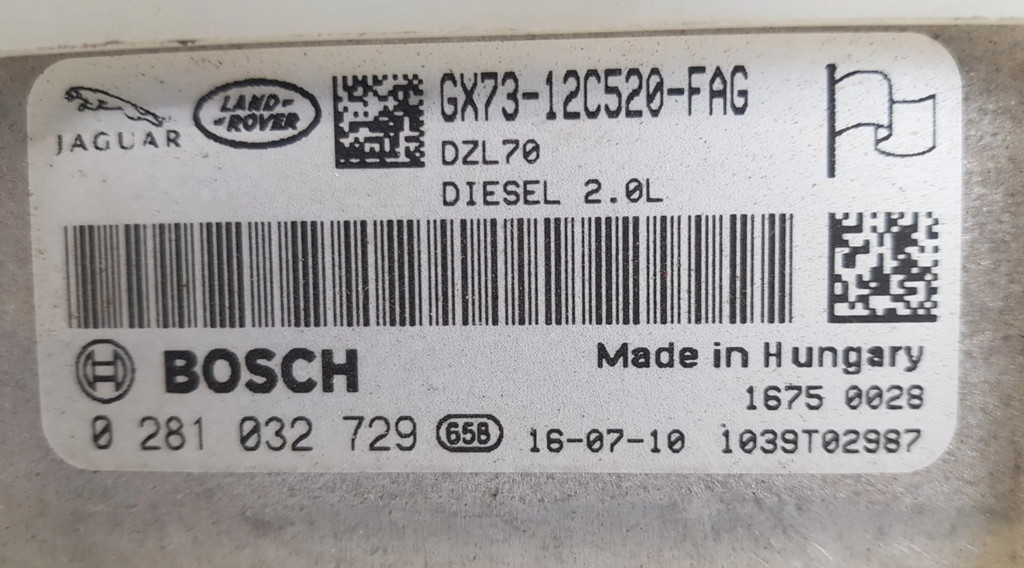 JAGUAR
LAND-
-ROVER
GX73-12C520-FAG
DZL70
DIESEL 2.0L
BOSCH
Made in Hungary
1675 0028
0 281 032 729 658 16-07-10 1039T02987